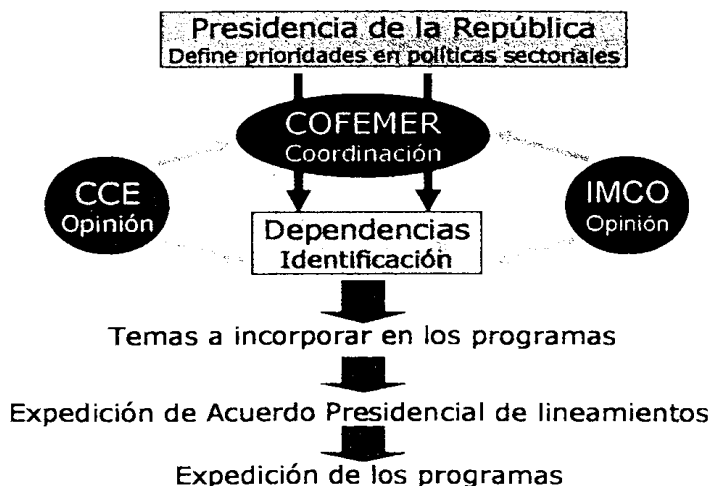 Presidencia de la República
Define prioridades en políticas sectoriales
COFEMER
Coordinación
CCE
Opinión
IMCO
Opinión
Dependencias
Identificación
Temas a incorporar en los programas
Expedición de Acuerdo Presidencial de lineamientos
Expedición de los programas